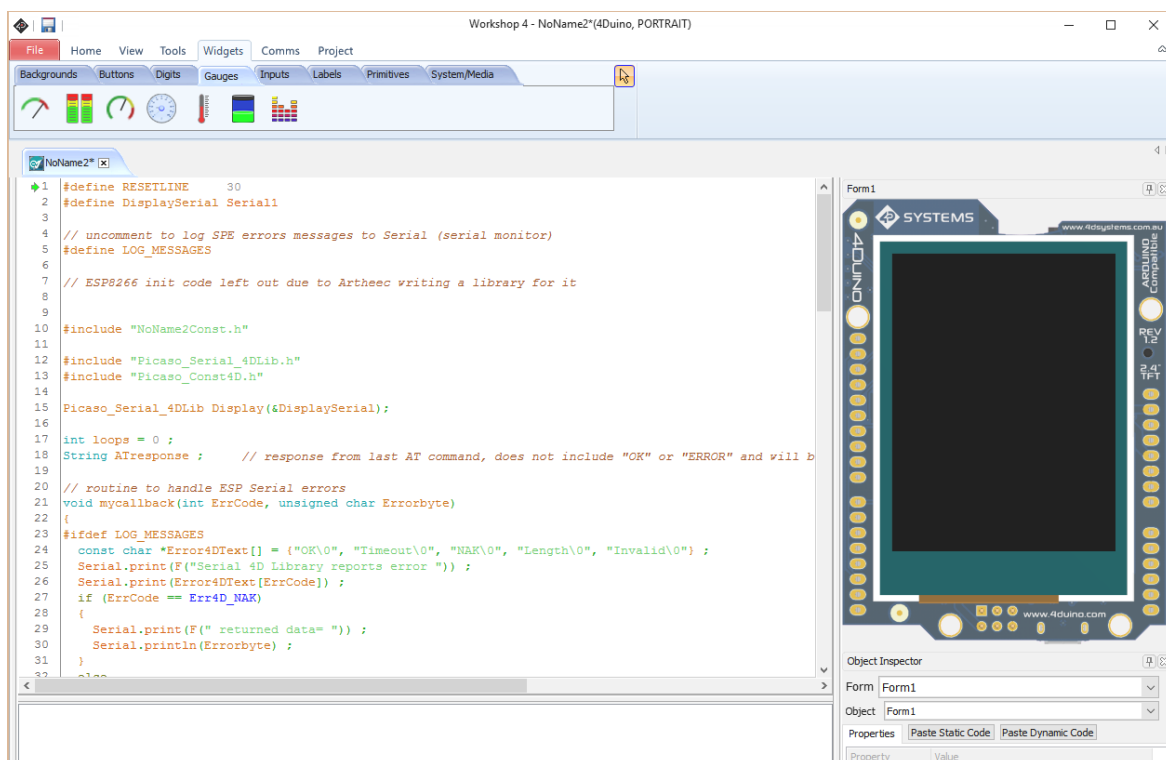 Workshop 4 - NoName2*(4Duino, PORTRAIT)
File Home View Tools Widgets Comms Project
Backgrounds Buttons Digits Gauges Inputs Labels Primitives System/Media
NoName2*
1 #define RESETLINE 30
2 #define DisplaySerial Serial1
3
4 // uncomment to log SPE errors messages to Serial (serial monitor)
5 #define LOG_MESSAGES
6
7 // ESP8266 init code left out due to Artheec writing a library for it
8
9
10 #include "NoName2Const.h"
11
12 #include "Picaso_Serial_4DLib.h"
13 #include "Picaso_Const4D.h"
14
15 Picaso_Serial_4DLib Display(&DisplaySerial);
16
17 int loops = 0 ;
18 String ATresponse ; // response from last AT command, does not include "OK" or "ERROR" and will b
19
20 // routine to handle ESP Serial errors
21 void mycallback(int ErrCode, unsigned char Errorbyte)
22 {
23 #ifdef LOG_MESSAGES
24 const char *Error4DText[] = {"OK\0", "Timeout\0", "NAK\0", "Length\0", "Invalid\0"} ;
25 Serial.print(F("Serial 4D Library reports error ")) ;
26 Serial.print(Error4DText[ErrCode]) ;
27 if (ErrCode == Err4D_NAK)
28 {
29 Serial.print(F(" returned data= ")) ;
30 Serial.println(Errorbyte) ;
31 }
32 else
Form1
4D SYSTEMS
www.4dsystems.com.au
4DUINO
ARDUINO
Compatible
REV
1.2
2.4"
TFT
www.4duino.com
Object Inspector
Form Form1
Object Form1
Properties Paste Static Code Paste Dynamic Code
Property Value